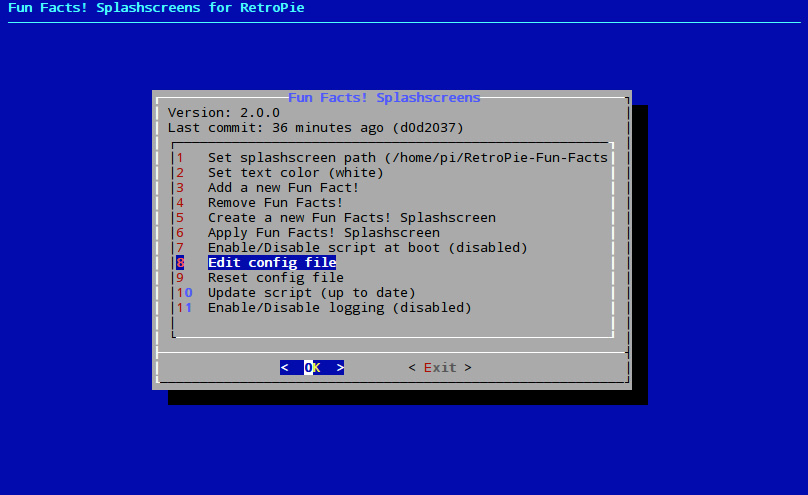 Fun Facts! Splashscreens for RetroPie
Fun Facts! Splashscreens
Version: 2.0.0
Last commit: 36 minutes ago (d0d2037)
1 Set splashscreen path (/home/pi/RetroPie-Fun-Facts
2 Set text color (white)
3 Add a new Fun Fact!
4 Remove Fun Facts!
5 Create a new Fun Facts! Splashscreen
6 Apply Fun Facts! Splashscreen
7 Enable/Disable script at boot (disabled)
8 Edit config file
9 Reset config file
10 Update script (up to date)
11 Enable/Disable logging (disabled)
< OK > < Exit >